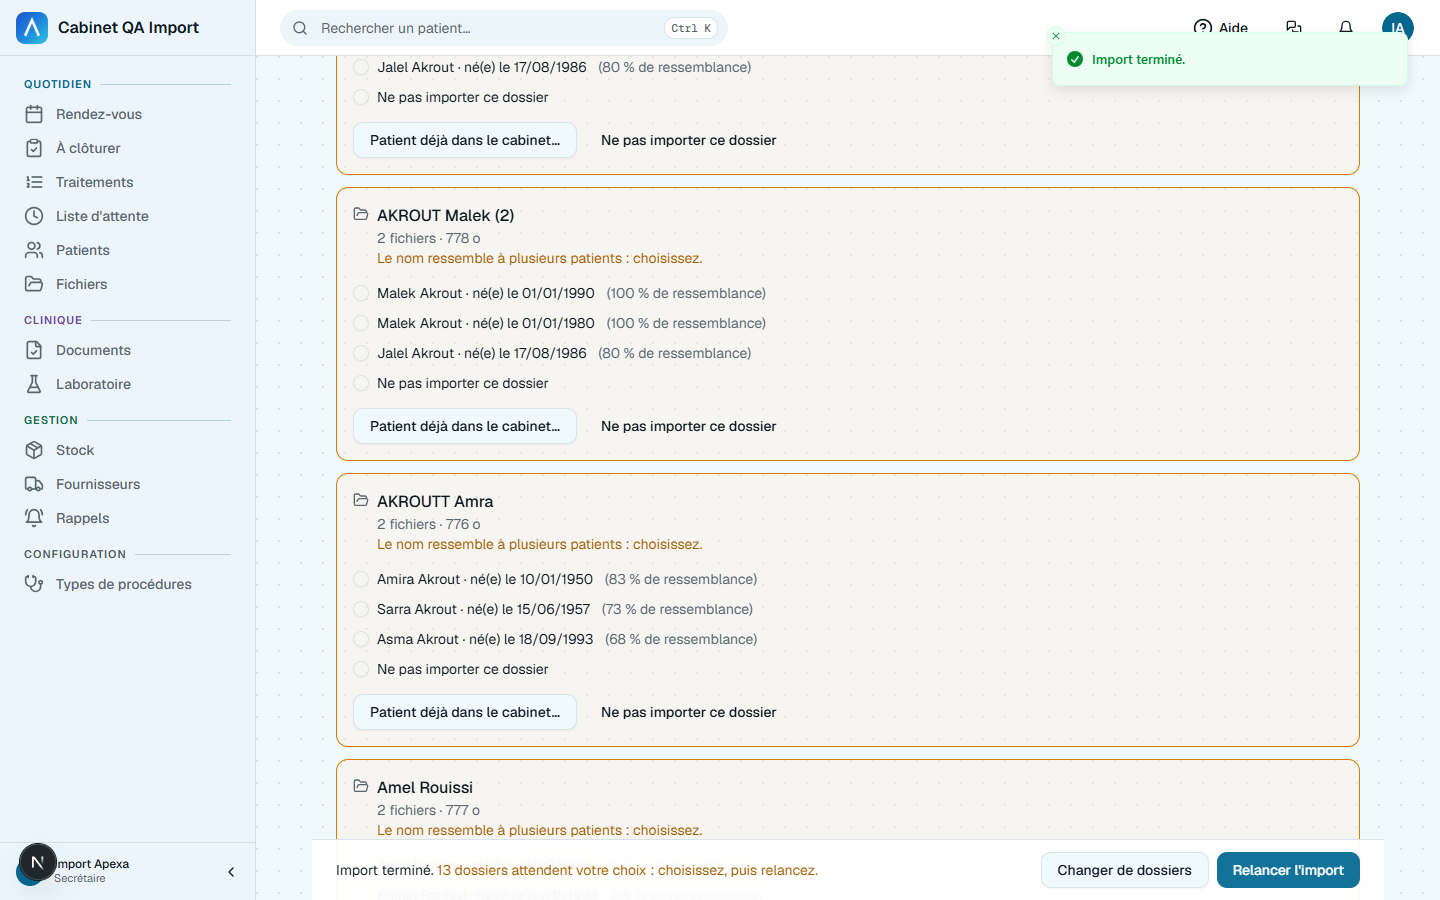 Cabinet QA Import
Rechercher un patient…
Ctrl K
Aide
IA
Import terminé.
QUOTIDIEN
Rendez-vous
À clôturer
Traitements
Liste d'attente
Patients
Fichiers
CLINIQUE
Documents
Laboratoire
GESTION
Stock
Fournisseurs
Rappels
CONFIGURATION
Types de procédures
N
Import Apexa
Secrétaire
Jalel Akrout · né(e) le 17/08/1986 (80 % de ressemblance)
Ne pas importer ce dossier
Patient déjà dans le cabinet… Ne pas importer ce dossier
AKROUT Malek (2)
2 fichiers · 778 o
Le nom ressemble à plusieurs patients : choisissez.
Malek Akrout · né(e) le 01/01/1990 (100 % de ressemblance)
Malek Akrout · né(e) le 01/01/1980 (100 % de ressemblance)
Jalel Akrout · né(e) le 17/08/1986 (80 % de ressemblance)
Ne pas importer ce dossier
Patient déjà dans le cabinet… Ne pas importer ce dossier
AKROUTT Amra
2 fichiers · 776 o
Le nom ressemble à plusieurs patients : choisissez.
Amira Akrout · né(e) le 10/01/1950 (83 % de ressemblance)
Sarra Akrout · né(e) le 15/06/1957 (73 % de ressemblance)
Asma Akrout · né(e) le 18/09/1993 (68 % de ressemblance)
Ne pas importer ce dossier
Patient déjà dans le cabinet… Ne pas importer ce dossier
Amel Rouissi
2 fichiers · 777 o
Le nom ressemble à plusieurs patients : choisissez.
Import terminé. 13 dossiers attendent votre choix : choisissez, puis relancez.
Changer de dossiers
Relancer l'import